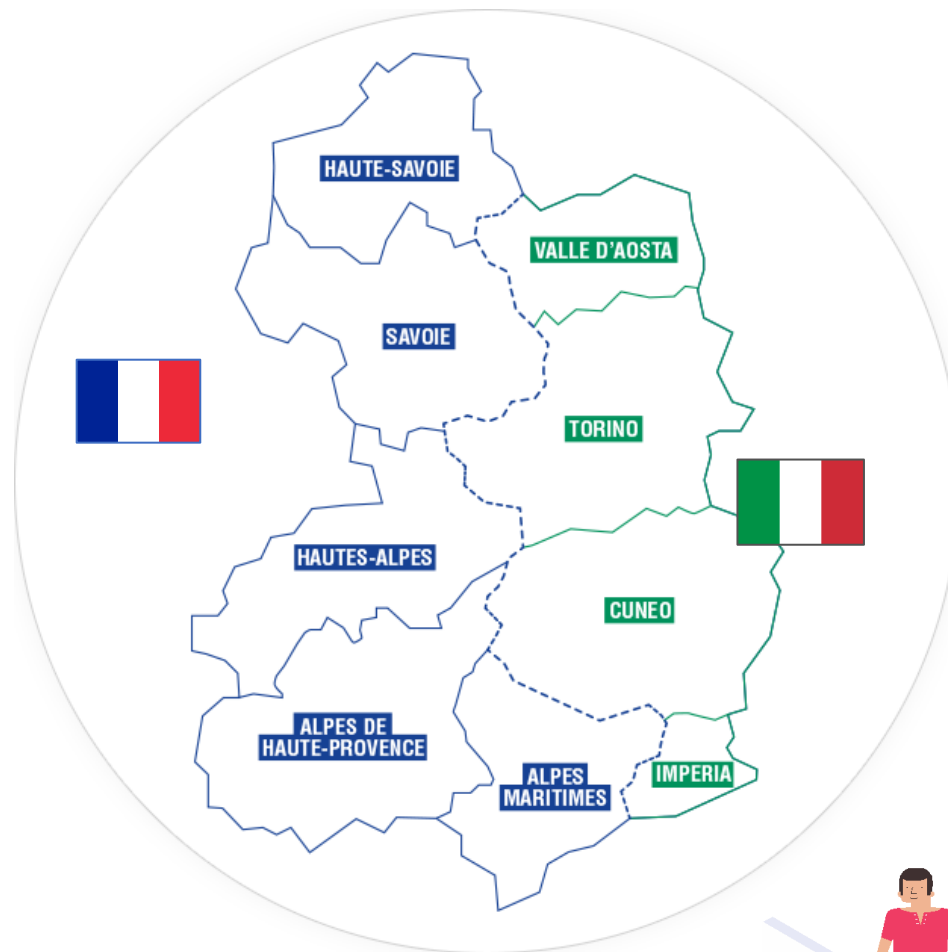 HAUTE-SAVOIE
VALLE D'AOSTA
SAVOIE
TORINO
HAUTES-ALPES
CUNEO
ALPES DE
HAUTE-PROVENCE
ALPES
MARITIMES
IMPERIA